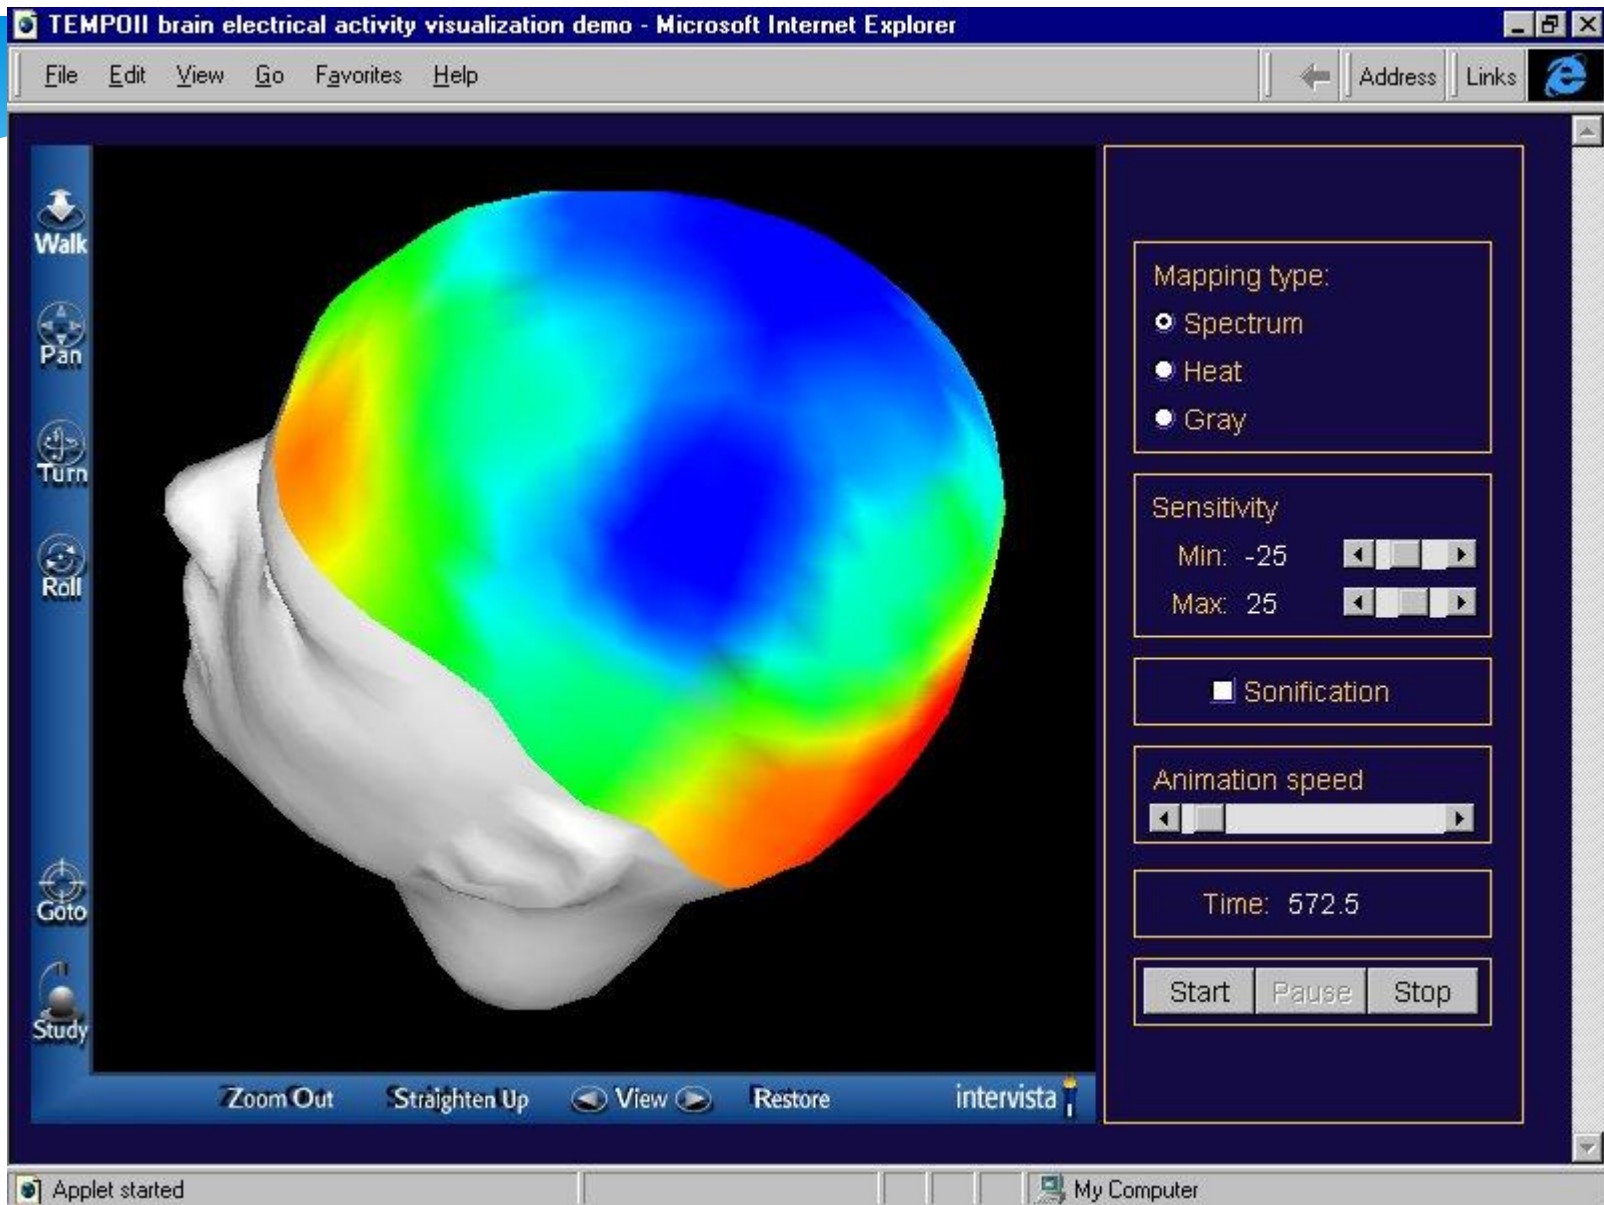 TEMPOII brain electrical activity visualization demo - Microsoft Internet Explorer
File Edit View Go Favorites Help Address Links
Walk
Pan
Turn
Roll
Goto
Study
Zoom Out Straighten Up View Restore intervista
Mapping type:
Spectrum
Heat
Gray
Sensitivity
Min: -25
Max: 25
Sonification
Animation speed
Time: 572.5
Start Pause Stop
Applet started My Computer